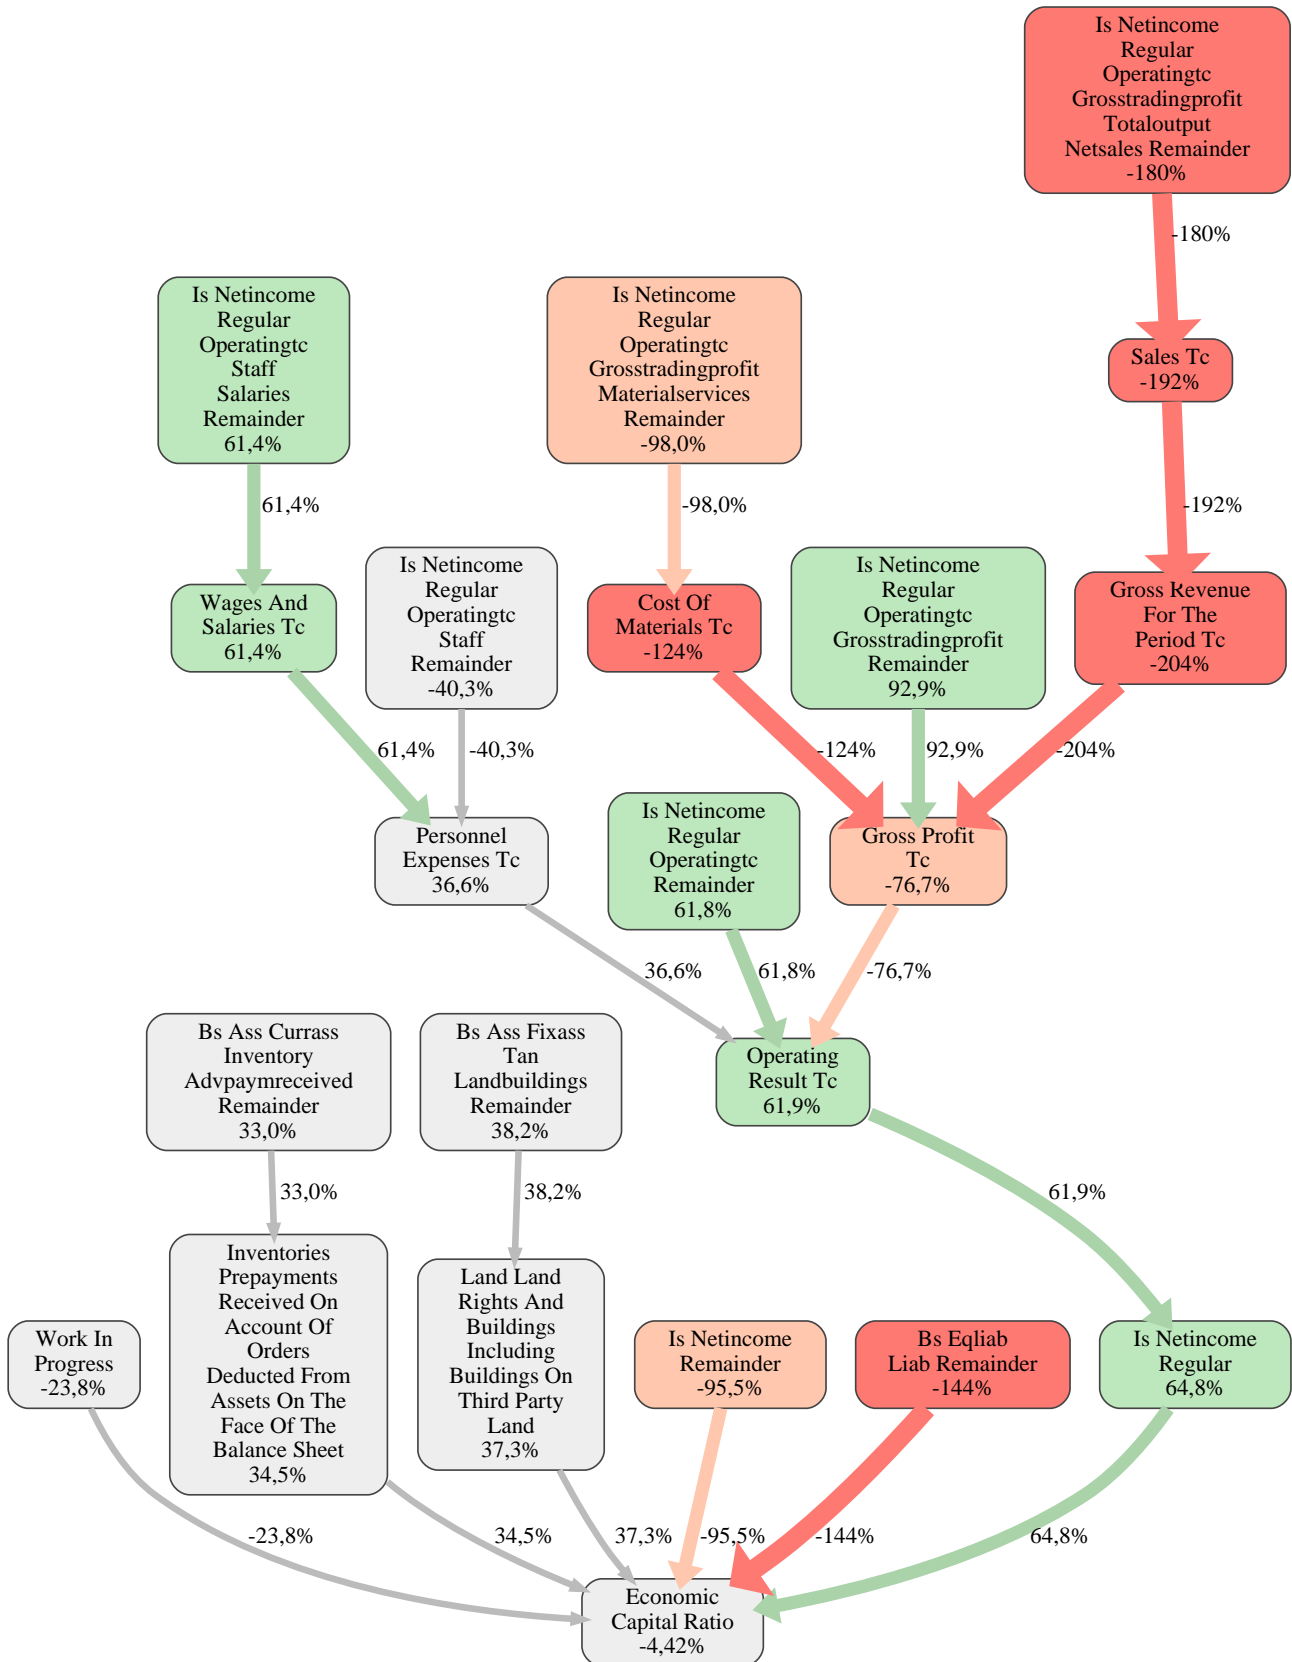 Is Netincome
Regular
Operatingtc
Grosstradingprofit
Totaloutput
Netsales Remainder
-180%
-180%
Is Netincome
Regular
Operatingtc
Staff
Salaries
Remainder
61,4%
Is Netincome
Regular
Operatingtc
Grosstradingprofit
Materialservices
Remainder
-98,0%
Sales Tc
-192%
61,4%
-98,0%
-192%
Wages And
Salaries Tc
61,4%
Is Netincome
Regular
Operatingtc
Staff
Remainder
-40,3%
Cost Of
Materials Tc
-124%
Is Netincome
Regular
Operatingtc
Grosstradingprofit
Remainder
92,9%
Gross Revenue
For The
Period Tc
-204%
61,4%
-40,3%
-124%
92,9%
-204%
Personnel
Expenses Tc
36,6%
Is Netincome
Regular
Operatingtc
Remainder
61,8%
Gross Profit
Tc
-76,7%
36,6%
61,8%
-76,7%
Bs Ass Currass
Inventory
Advpaymreceived
Remainder
33,0%
Bs Ass Fixass
Tan
Landbuildings
Remainder
38,2%
Operating
Result Tc
61,9%
33,0%
38,2%
61,9%
Work In
Progress
-23,8%
Inventories
Prepayments
Received On
Account Of
Orders
Deducted From
Assets On The
Face Of The
Balance Sheet
34,5%
Land Land
Rights And
Buildings
Including
Buildings On
Third Party
Land
37,3%
Is Netincome
Remainder
-95,5%
Bs Eqliab
Liab Remainder
-144%
Is Netincome
Regular
64,8%
-23,8%
34,5%
37,3%
-95,5%
-144%
64,8%
Economic
Capital Ratio
-4,42%